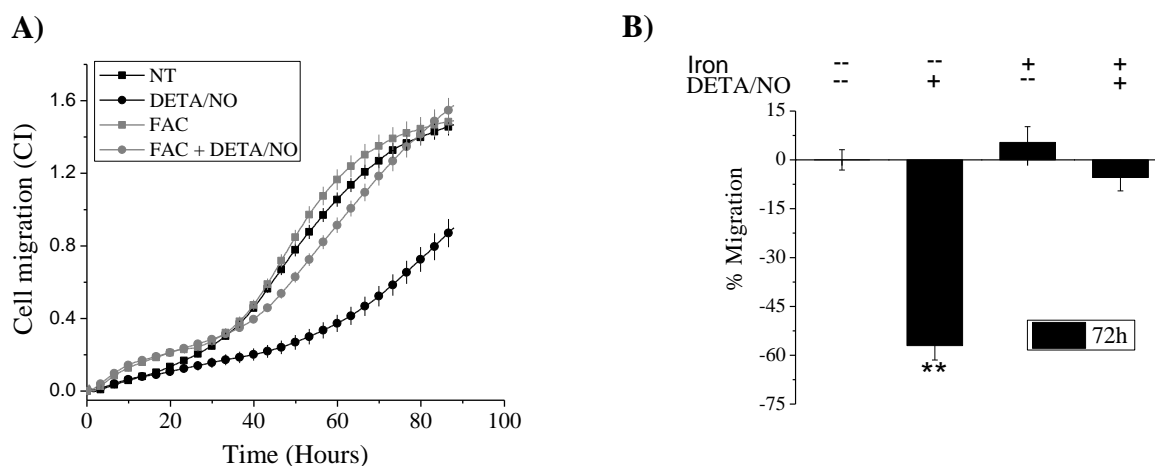 A)
NT
DETA/NO
FAC
FAC + DETA/NO
1.6
1.2
0.8
0.4
0.0
Cell migration (CI)
0 20 40 60 80 100
Time (Hours)
B)
Iron -- -- + +
DETA/NO -- + -- +
15
0
-15
-30
-45
-60
-75
% Migration
**
72h